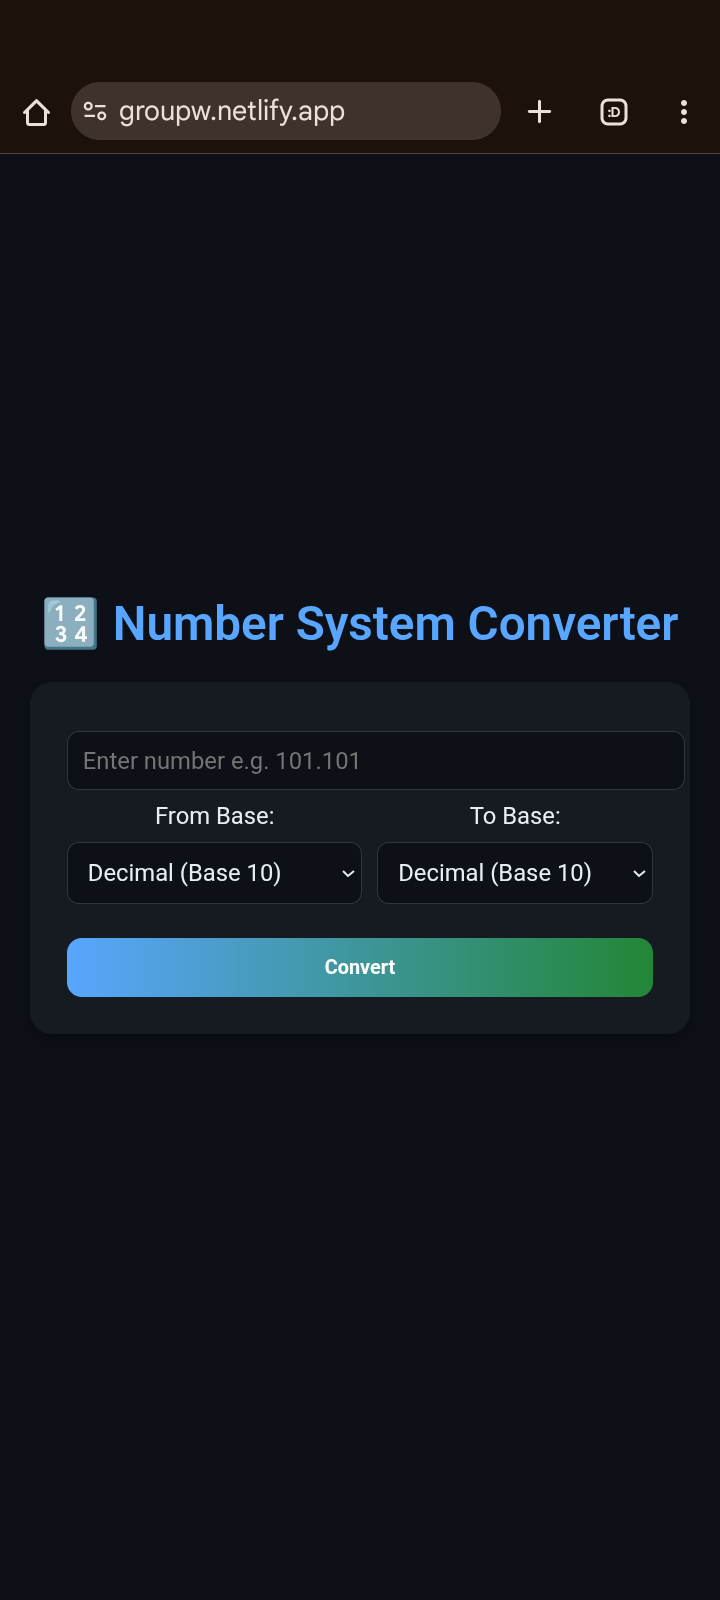 groupw.netlify.app
:D
🔢 Number System Converter
Enter number e.g. 101.101
From Base: To Base:
Decimal (Base 10) Decimal (Base 10)
Convert